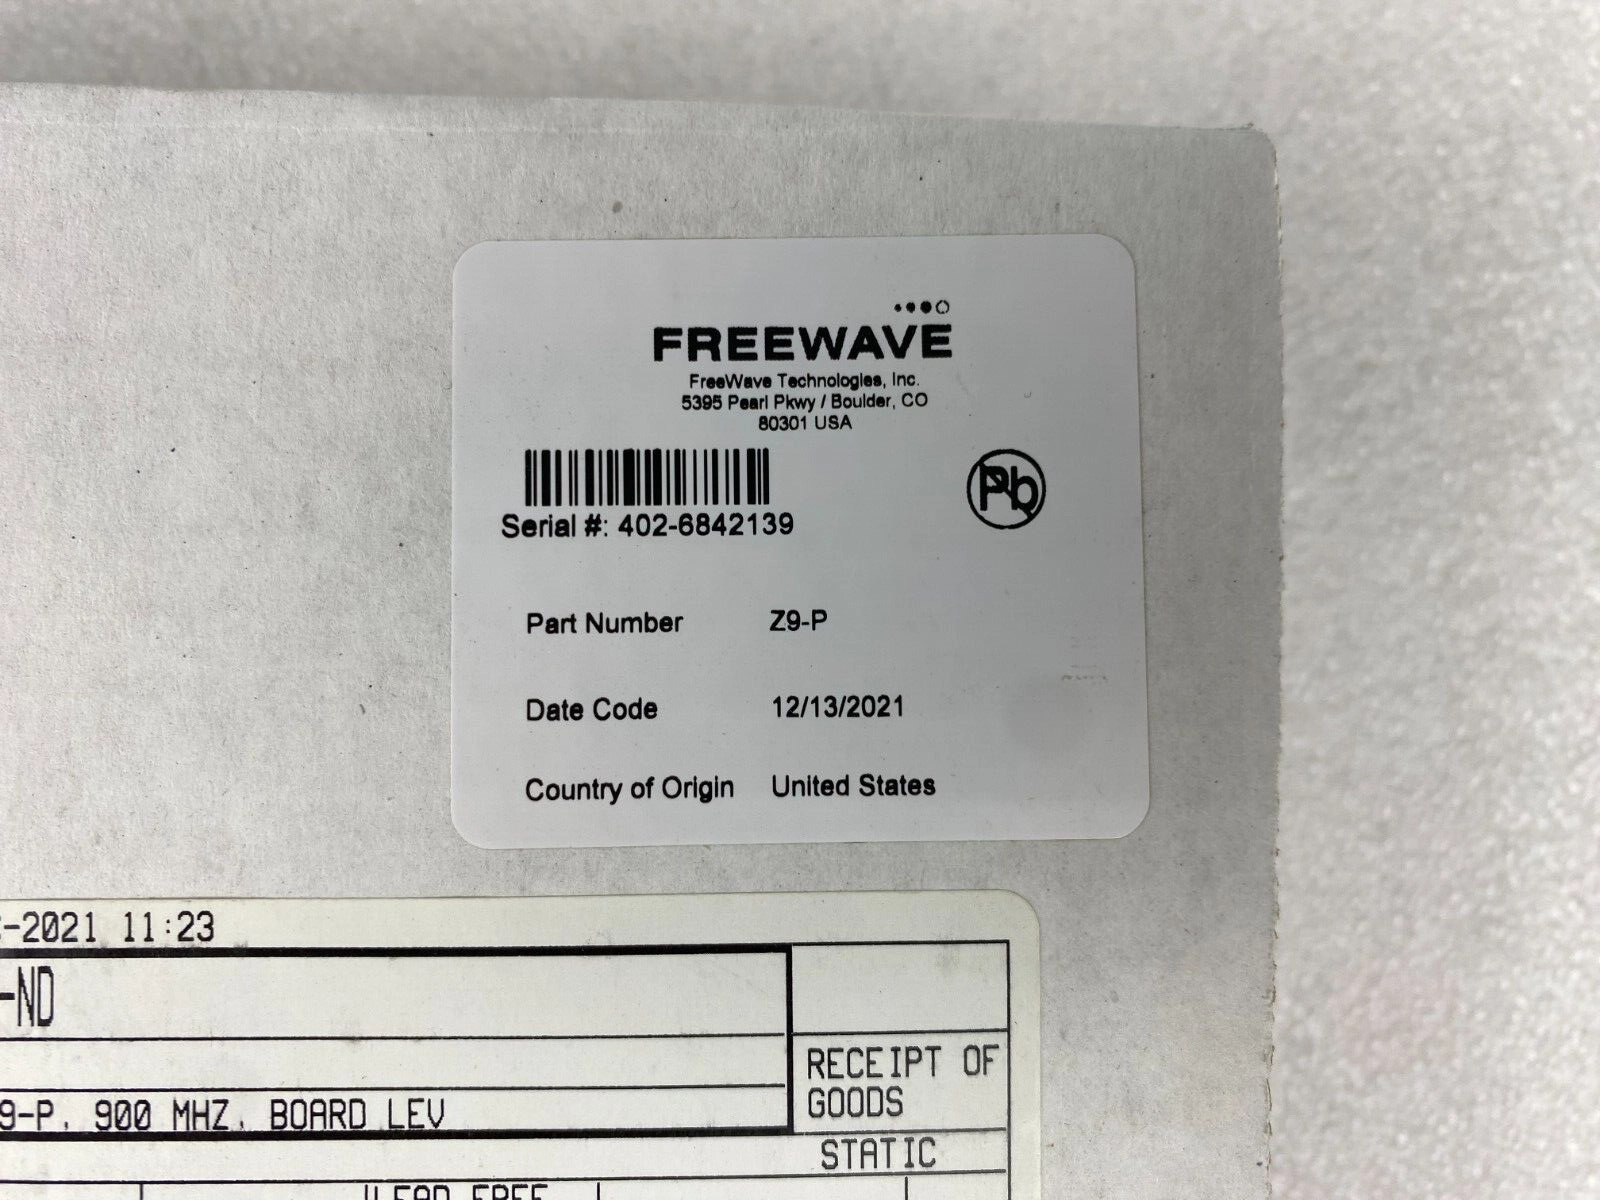 FREEWAVE
FreeWave Technologies, Inc.
5395 Pearl Pkwy / Boulder, CO
80301 USA
Pb
Serial #: 402-6842139
Part Number Z9-P
Date Code 12/13/2021
Country of Origin United States
-2021 11:23
-ND
RECEIPT OF
GOODS
9-P, 900 MHZ, BOARD LEV
STATIC
LEAD FREE